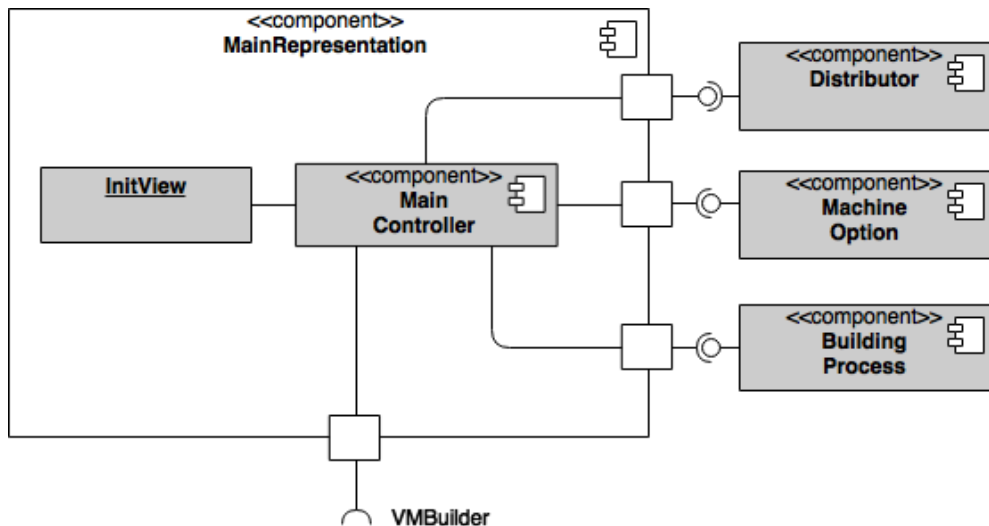 <<component>>
MainRepresentation
<<component>>
Distributor
InitView
<<component>>
Main
Controller
<<component>>
Machine
Option
<<component>>
Building
Process
VMBuilder